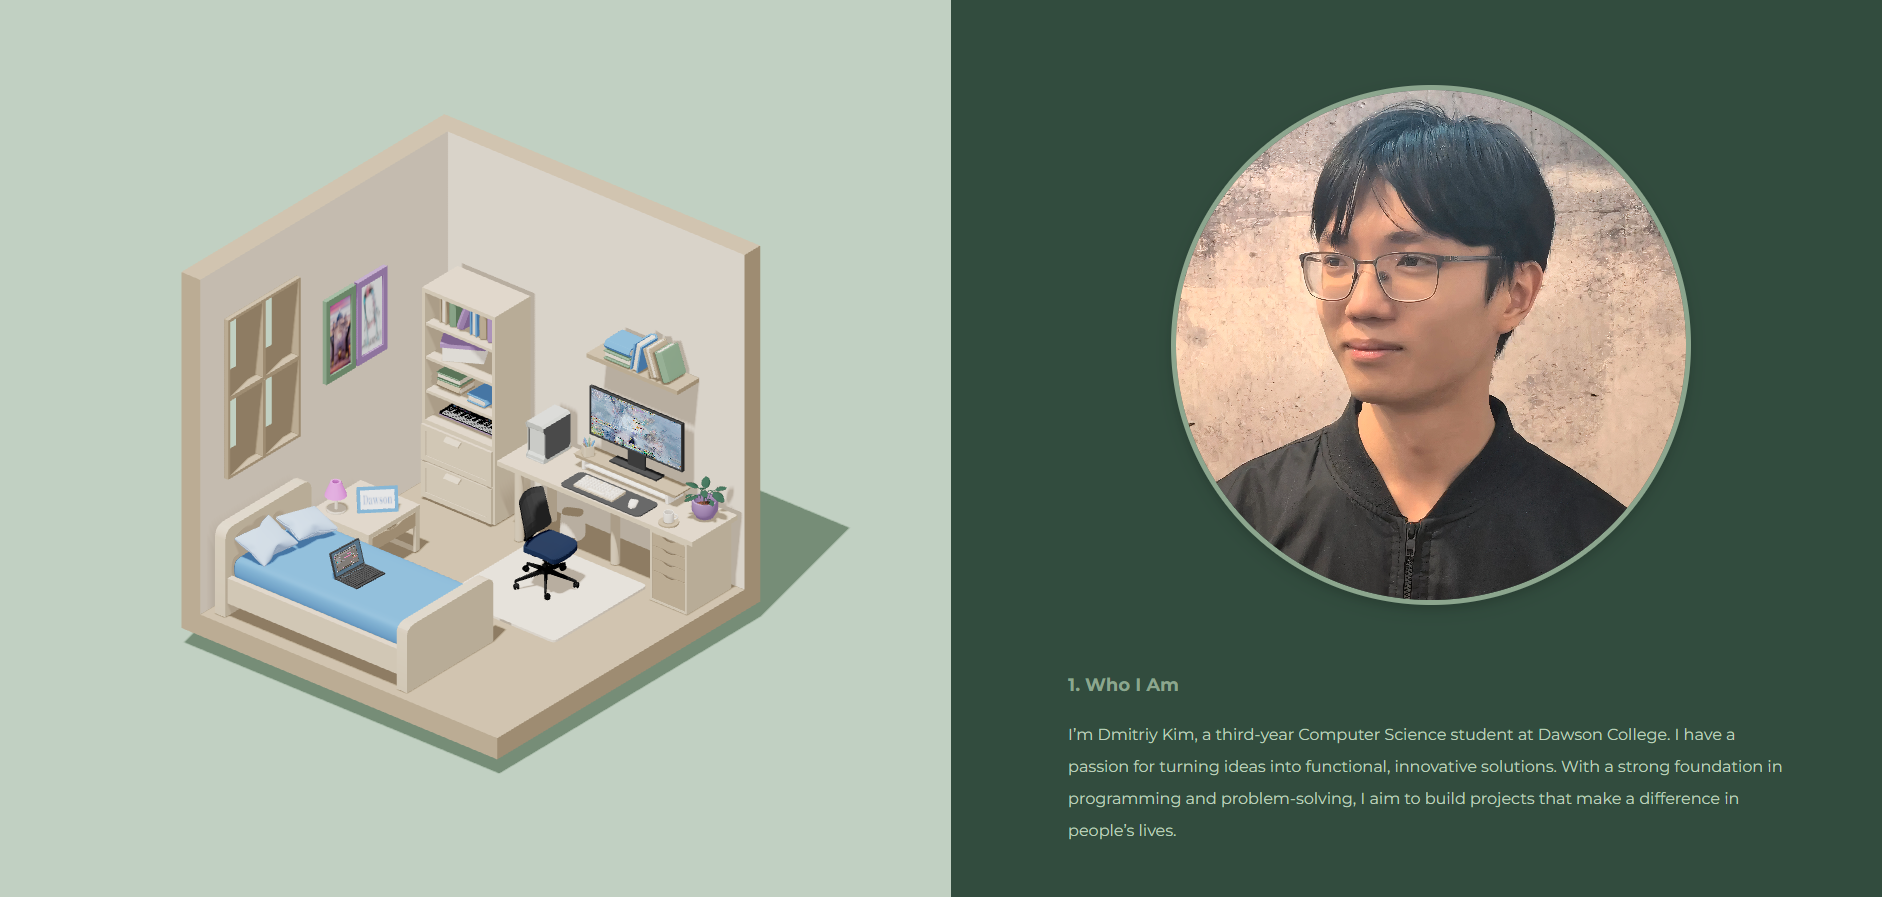 Dawson
1. Who I Am
I’m Dmitriy Kim, a third-year Computer Science student at Dawson College. I have a
passion for turning ideas into functional, innovative solutions. With a strong foundation in
programming and problem-solving, I aim to build projects that make a difference in
people’s lives.